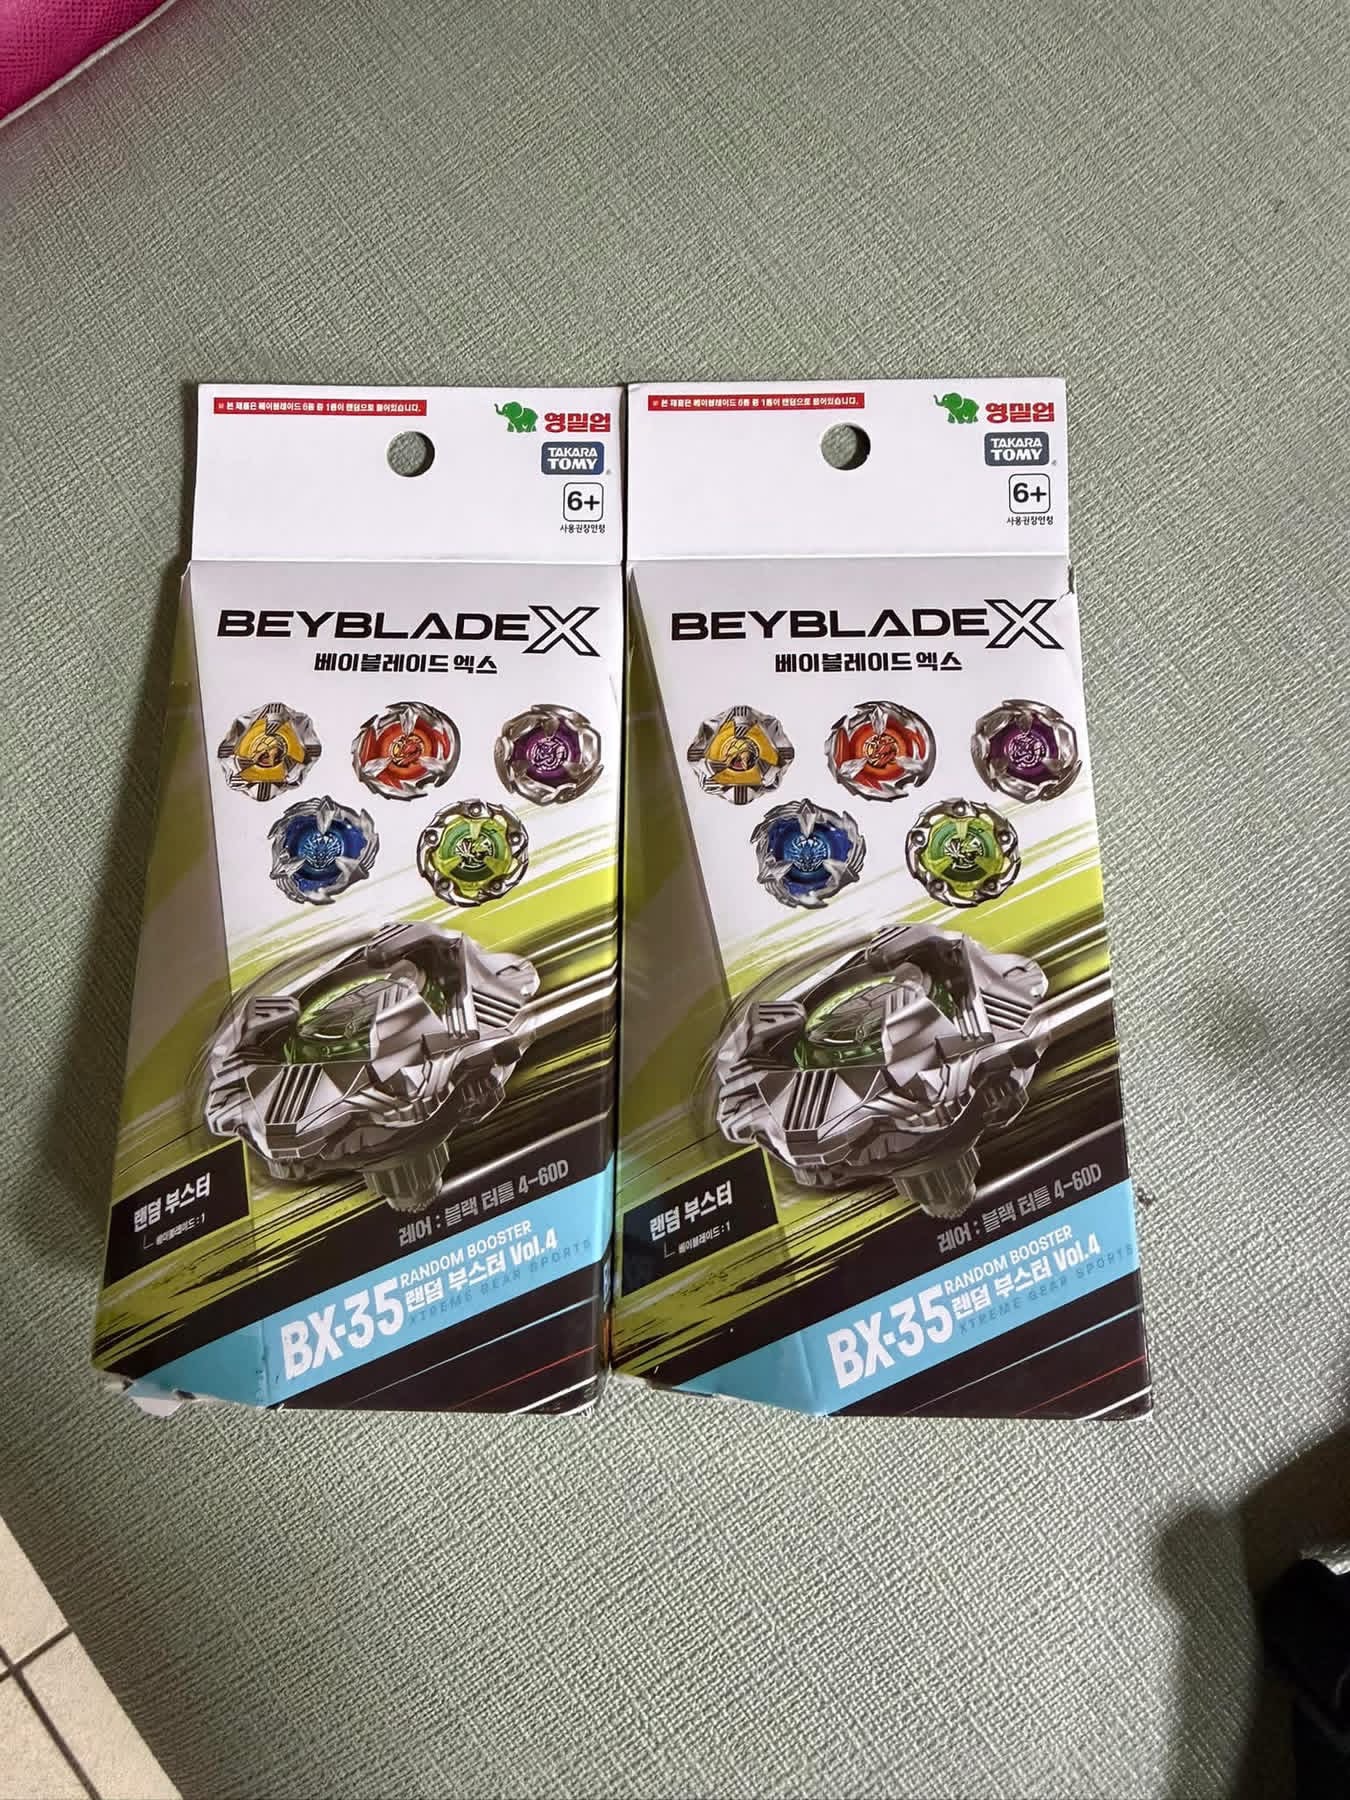 ※ 본 제품은 베이블레이드 6종 중 1종이 랜덤으로 들어있습니다.
영실업
TAKARA
TOMY
6+
사용권장연령
BEYBLADE X
베이블레이드 엑스
랜덤 부스터
베이블레이드 : 1
레어 : 블랙 터틀 4-60D
BX-35
RANDOM BOOSTER
랜덤 부스터 Vol.4
XTREME GEAR SPORTS
※ 본 제품은 베이블레이드 6종 중 1종이 랜덤으로 들어있습니다.
영실업
TAKARA
TOMY
6+
사용권장연령
BEYBLADE X
베이블레이드 엑스
랜덤 부스터
베이블레이드 : 1
레어 : 블랙 터틀 4-60D
BX-35
RANDOM BOOSTER
랜덤 부스터 Vol.4
XTREME GEAR SPORTS